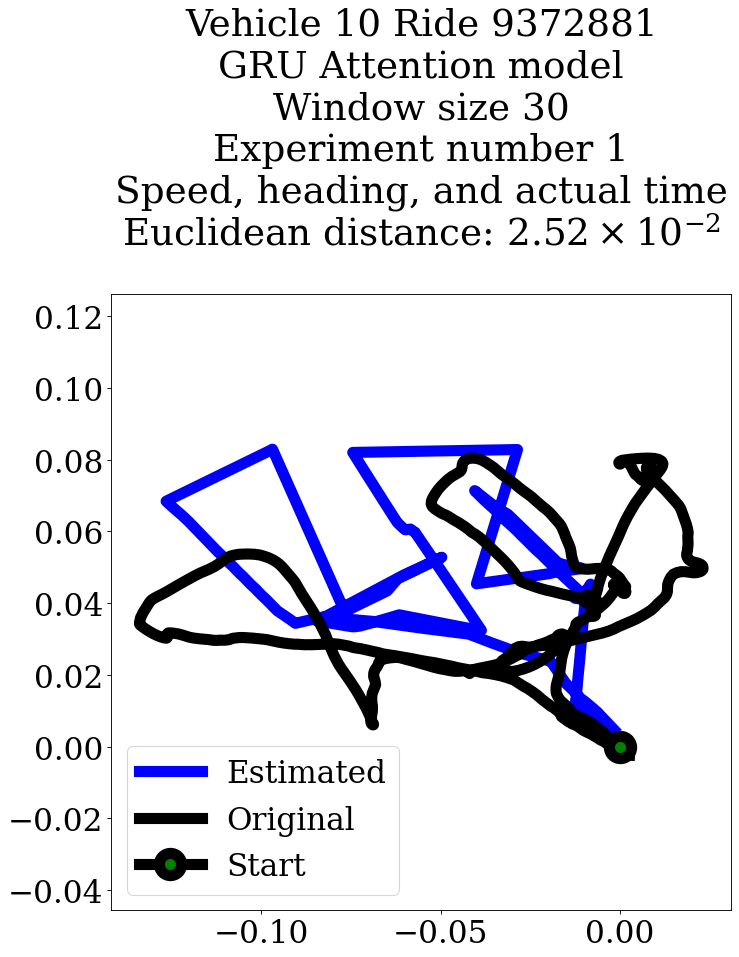 Vehicle 10 Ride 9372881
GRU Attention model
Window size 30
Experiment number 1
Speed, heading, and actual time
Euclidean distance: 2.52 × 10⁻²
0.12
0.10
0.08
0.06
0.04
0.02
0.00
−0.02
−0.04
Estimated
Original
Start
−0.10
−0.05
0.00